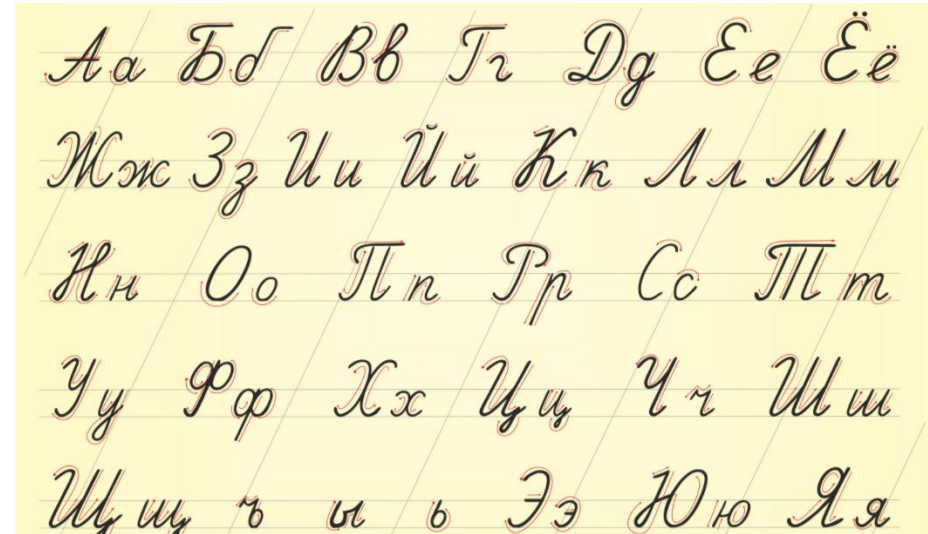 Аа Бб Вв Гг Дд Ее Ёё
Жж Зз Ии Йй Кк Лл Мм
Нн Оо Пп Рр Сс Тт
Уу Фф Хх Цц Чч Шш
Щщ ъ ы ь Ээ Юю Яя